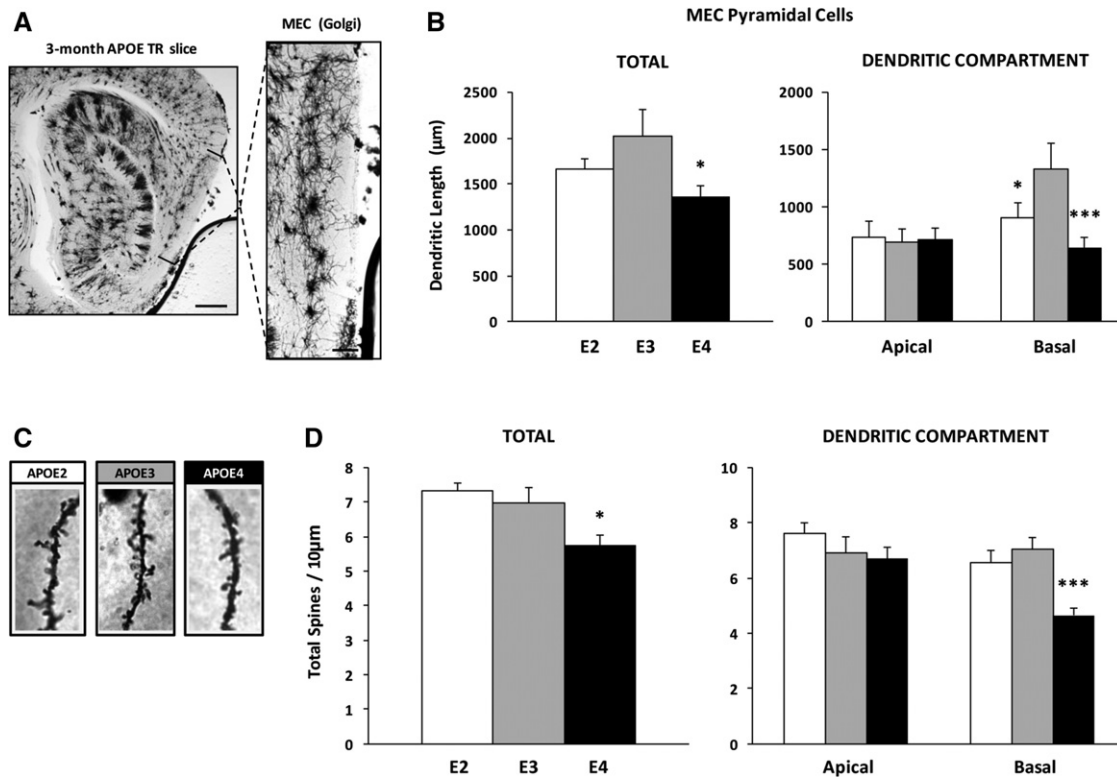 A
3-month APOE TR slice
MEC (Golgi)
B
MEC Pyramidal Cells
TOTAL
Dendritic Length (µm)
2500
2000
1500
1000
500
0
*
E2 E3 E4
DENDRITIC COMPARTMENT
2000
1500
1000
500
0
*
***
Apical Basal
C
APOE2 APOE3 APOE4
D
TOTAL
Total Spines / 10µm
8
7
6
5
4
3
2
1
0
*
E2 E3 E4
DENDRITIC COMPARTMENT
10
8
6
4
2
0
***
Apical Basal